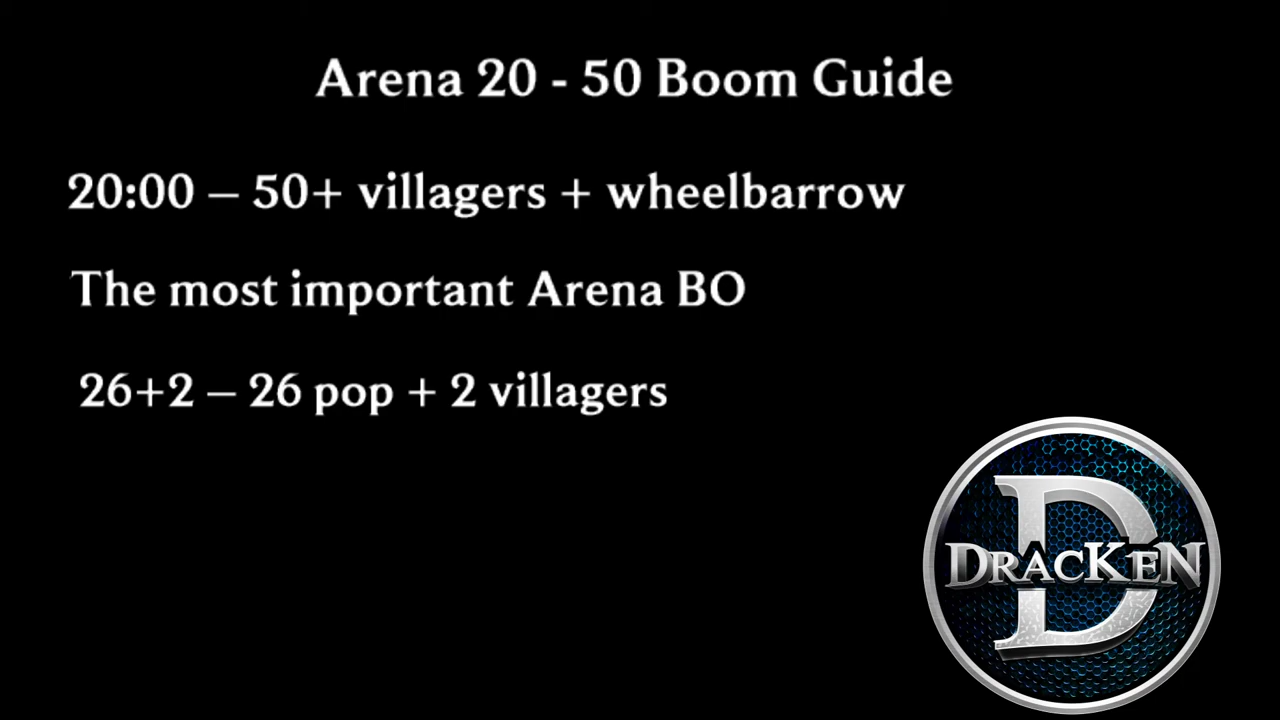 Arena 20 - 50 Boom Guide
20:00 – 50+ villagers + wheelbarrow
The most important Arena BO
26+2 – 26 pop + 2 villagers
D
DRACKEN